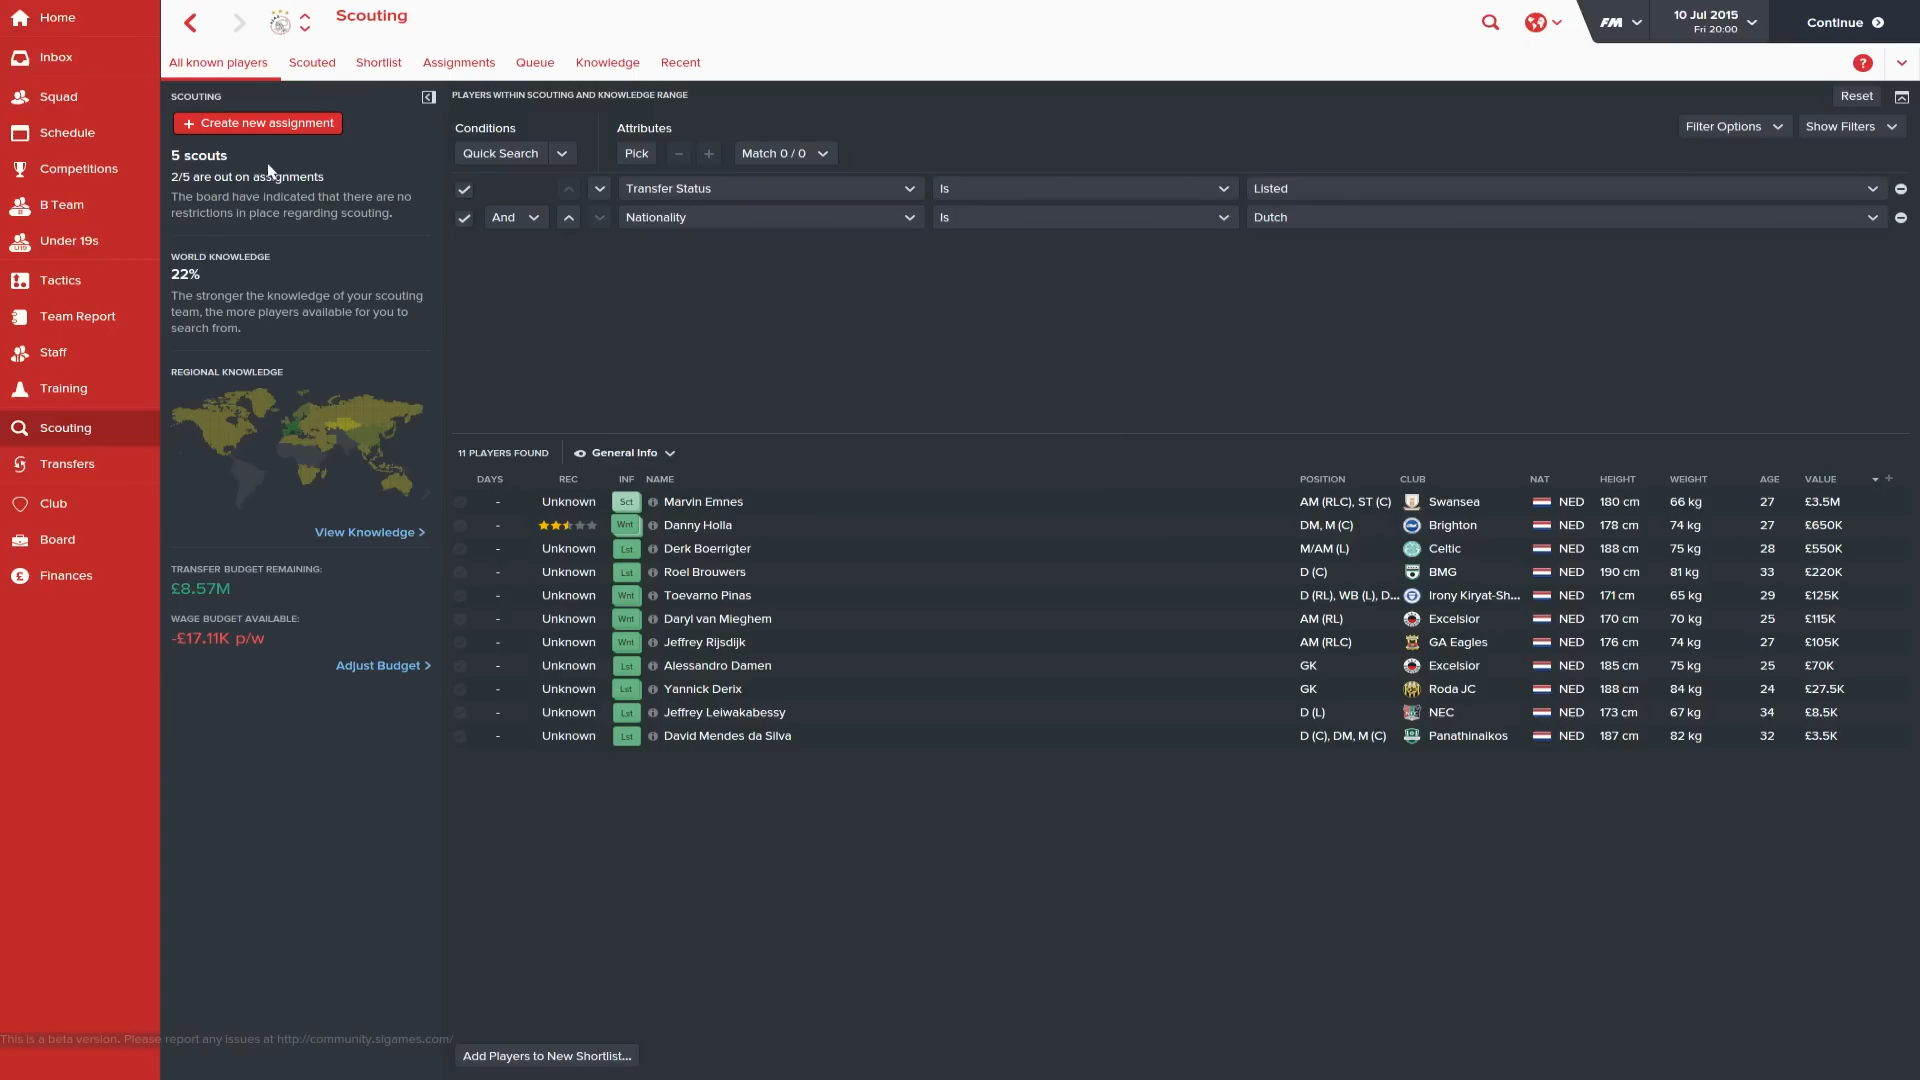 Home
Inbox
Squad
Schedule
Competitions
B Team
Under 19s
Tactics
Team Report
Staff
Training
Scouting
Transfers
Club
Board
£ Finances
Scouting
FM
10 Jul 2015
Fri 20:00
Continue
All known players Scouted Shortlist Assignments Queue Knowledge Recent
?
SCOUTING
+ Create new assignment
5 scouts
2/5 are out on assignments
The board have indicated that there are no
restrictions in place regarding scouting.
WORLD KNOWLEDGE
22%
The stronger the knowledge of your scouting
team, the more players available for you to
search from.
REGIONAL KNOWLEDGE
View Knowledge >
TRANSFER BUDGET REMAINING:
£8.57M
WAGE BUDGET AVAILABLE:
-£17.11K p/w
Adjust Budget >
PLAYERS WITHIN SCOUTING AND KNOWLEDGE RANGE
Reset
Conditions
Attributes
Filter Options
Show Filters
Quick Search
Pick − +
Match 0 / 0
Transfer Status Is Listed
And Nationality Is Dutch
11 PLAYERS FOUND General Info
DAYS REC INF NAME POSITION CLUB NAT HEIGHT WEIGHT AGE VALUE +
- Unknown Sct Marvin Emnes AM (RLC), ST (C) Swansea NED 180 cm 66 kg 27 £3.5M
- Wnt Danny Holla DM, M (C) Brighton NED 178 cm 74 kg 27 £650K
- Unknown Lst Derk Boerrigter M/AM (L) Celtic NED 188 cm 75 kg 28 £550K
- Unknown Lst Roel Brouwers D (C) BMG NED 190 cm 81 kg 33 £220K
- Unknown Wnt Toevarno Pinas D (RL), WB (L), D... Irony Kiryat-Sh... NED 171 cm 65 kg 29 £125K
- Unknown Wnt Daryl van Mieghem AM (RL) Excelsior NED 170 cm 70 kg 25 £115K
- Unknown Wnt Jeffrey Rijsdijk AM (RLC) GA Eagles NED 176 cm 74 kg 27 £105K
- Unknown Lst Alessandro Damen GK Excelsior NED 185 cm 75 kg 25 £70K
- Unknown Lst Yannick Derix GK Roda JC NED 188 cm 84 kg 24 £27.5K
- Unknown Lst Jeffrey Leiwakabessy D (L) NEC NED 173 cm 67 kg 34 £8.5K
- Unknown Lst David Mendes da Silva D (C), DM, M (C) Panathinaikos NED 187 cm 82 kg 32 £3.5K
This is a beta version. Please report any issues at http://community.sigames.com/
Add Players to New Shortlist...